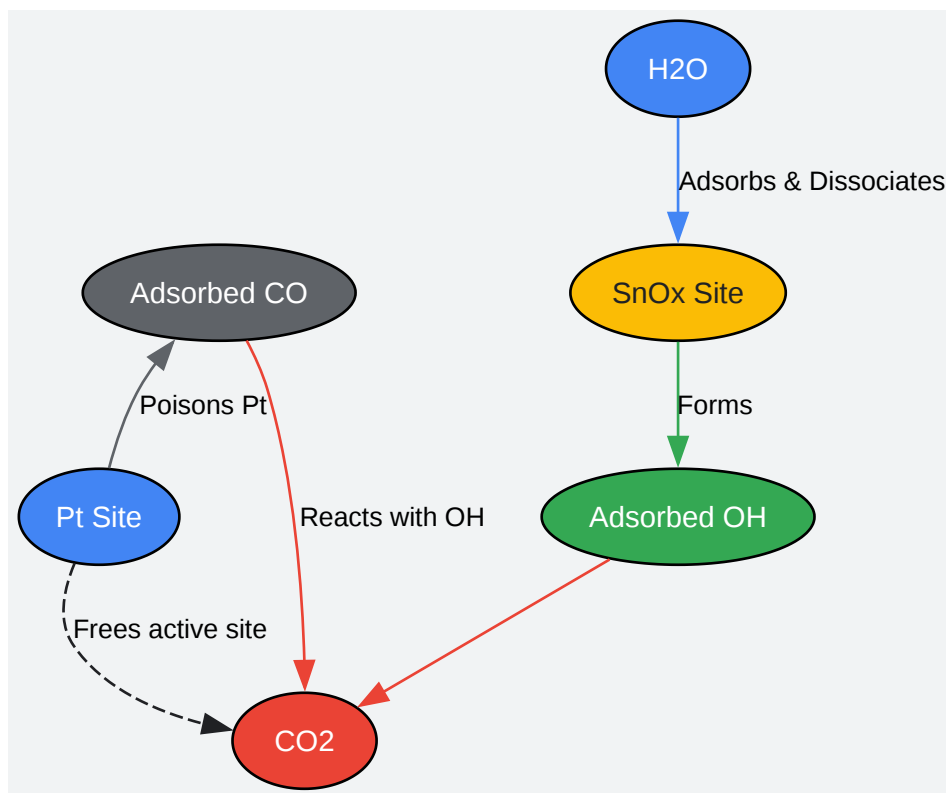 H2O
Adsorbs & Dissociates
Adsorbed CO
SnOx Site
Poisons Pt
Forms
Pt Site
Reacts with OH
Adsorbed OH
Frees active site
CO2